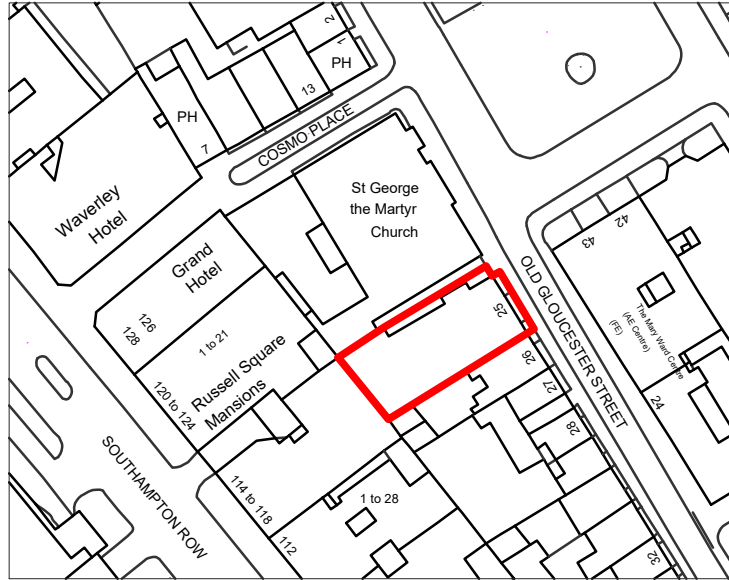 2
1
PH
13
PH
7
COSMO PLACE
St George
the Martyr
Church
Waverley
Hotel
Grand
Hotel
126
128
1 to 21
Russell Square
Mansions
120 to 124
SOUTHAMPTON ROW
114 to 118
112
1 to 28
OLD GLOUCESTER STREET
25
26
27
28
32
42
43
The Mary Ward Centre
(AE Centre)
(FE)
24